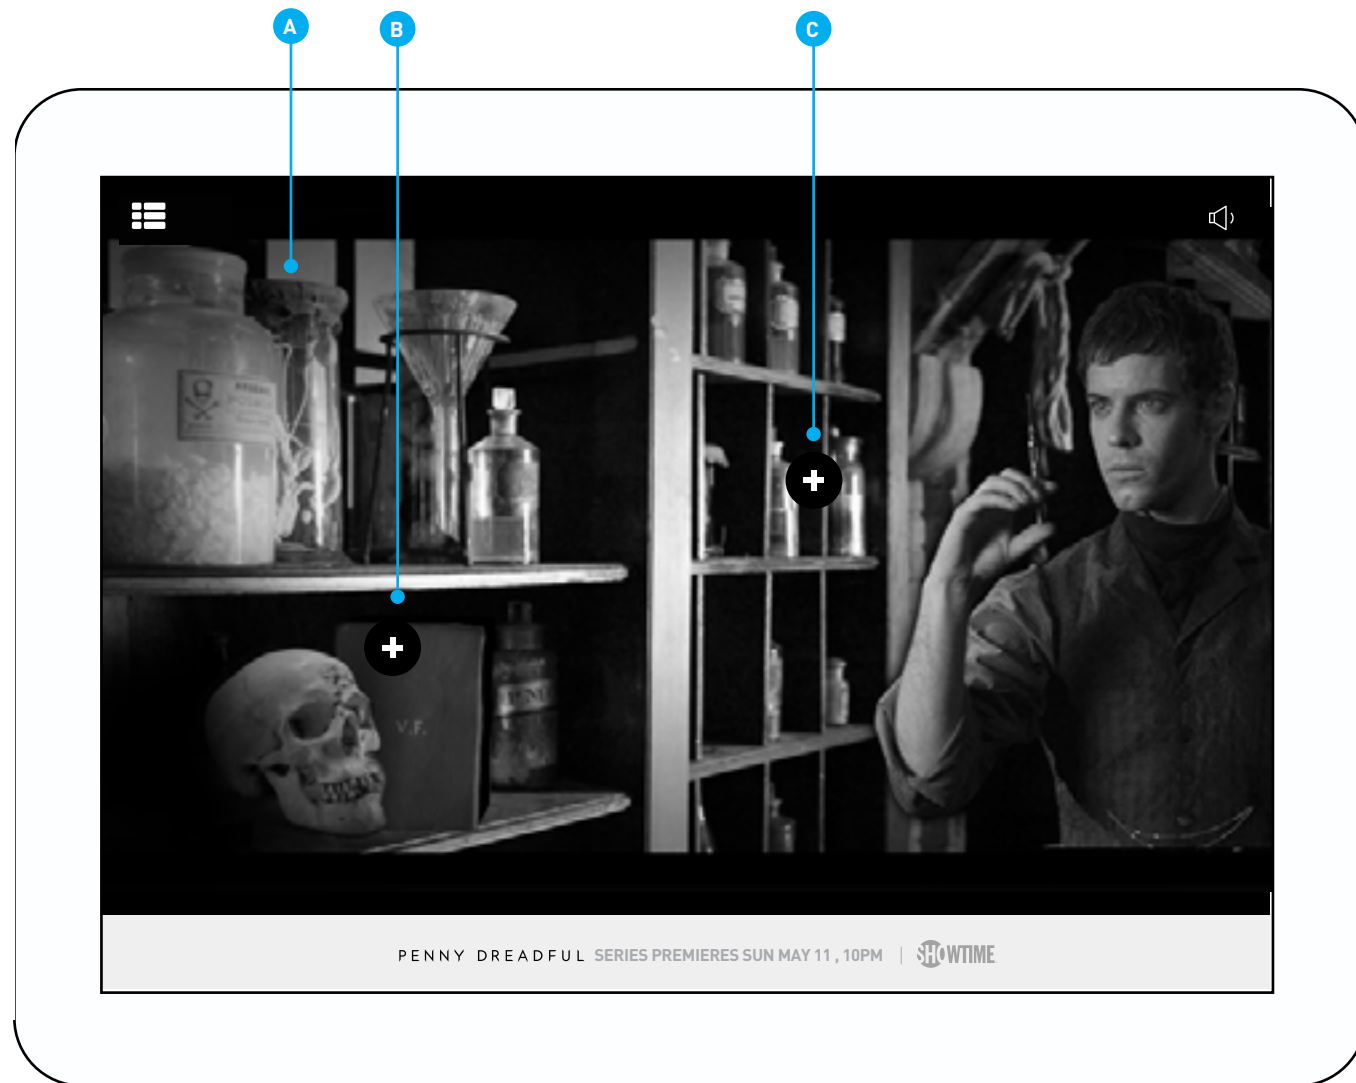 A B C
V.F.
PENNY DREADFUL SERIES PREMIERES SUN MAY 11, 10PM | SHOWTIME